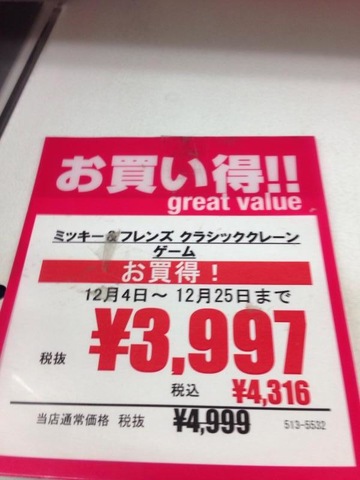 お買い得!!
great value
ミッキー&フレンズ クラシッククレーン
ゲーム
お買得！
12月4日～ 12月25日まで
税抜 ¥3,997
税込 ¥4,316
当店通常価格 税抜 ¥4,999 513-5532